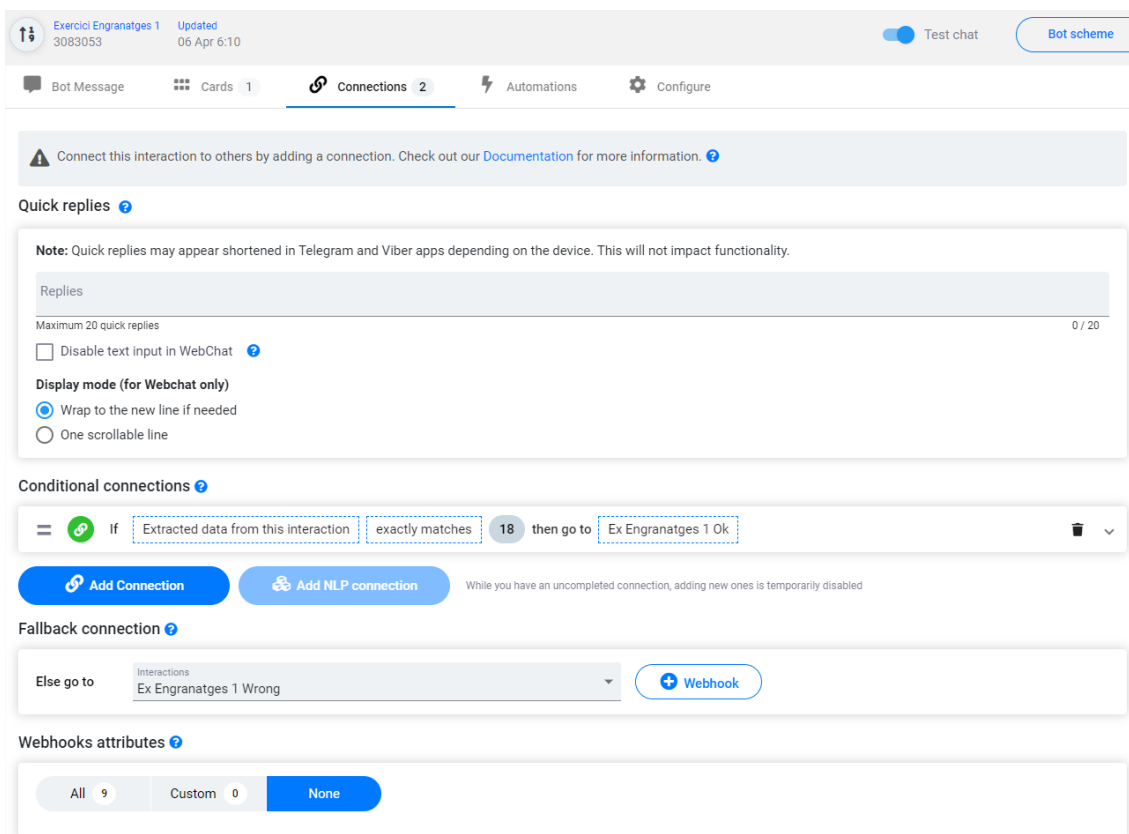 Exercici Engranatges 1 Updated
3083053 06 Apr 6:10 Test chat Bot scheme
Bot Message Cards 1 Connections 2 Automations Configure
Connect this interaction to others by adding a connection. Check out our Documentation for more information. ?
Quick replies ?
Note: Quick replies may appear shortened in Telegram and Viber apps depending on the device. This will not impact functionality.
Replies
Maximum 20 quick replies 0 / 20
Disable text input in WebChat ?
Display mode (for Webchat only)
Wrap to the new line if needed
One scrollable line
Conditional connections ?
If Extracted data from this interaction exactly matches 18 then go to Ex Engranatges 1 Ok
Add Connection Add NLP connection While you have an uncompleted connection, adding new ones is temporarily disabled
Fallback connection ?
Else go to Interactions
Ex Engranatges 1 Wrong Webhook
Webhooks attributes ?
All 9 Custom 0 None